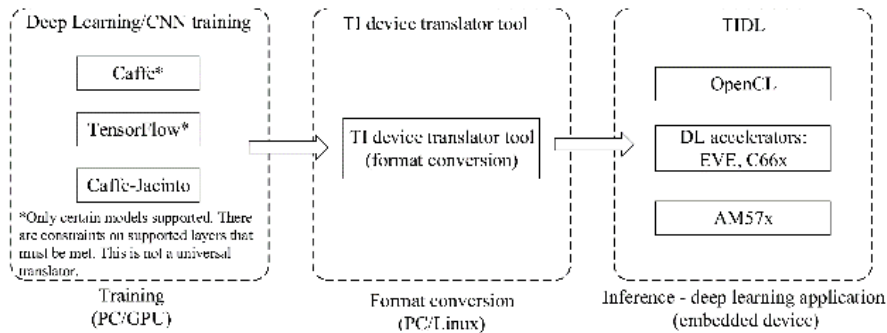 Deep Learning/CNN training
Caffe*
TensorFlow*
Caffe-Jacinto
*Only certain models supported. There
are constraints on supported layers that
must be met. This is not a universal
translator.
Training
(PC/GPU)
TI device translator tool
TI device translator tool
(format conversion)
Format conversion
(PC/Linux)
TIDL
OpenCL
DL accelerators:
EVE, C66x
AM57x
Inference - deep learning application
(embedded device)